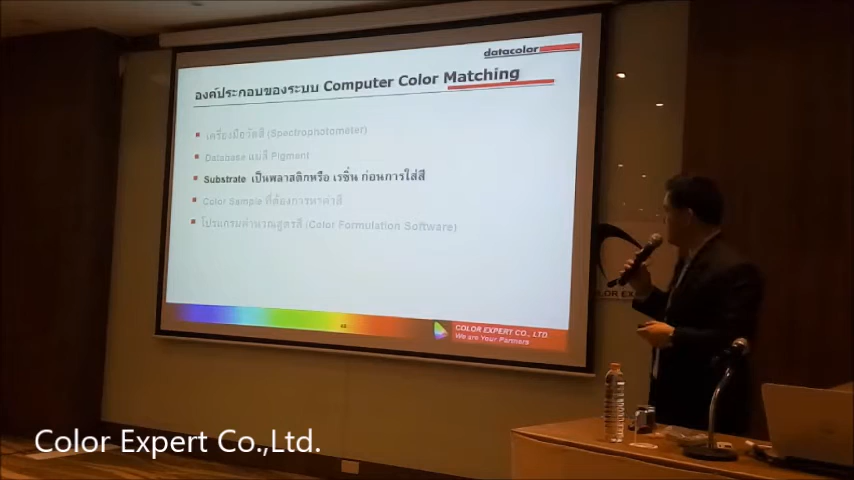 datacolor
องค์ประกอบของระบบ Computer Color Matching
เครื่องมือวัดสี (Spectrophotometer)
Database แม่สี Pigment
Substrate เป็นพลาสติกหรือ เรซิ่น ก่อนการใส่สี
Color Sample ที่ต้องการหาค่าสี
โปรแกรมคำนวณสูตรสี (Color Formulation Software)
COLOR EXPERT CO., LTD
We are Your Partners
Color Expert Co.,Ltd.